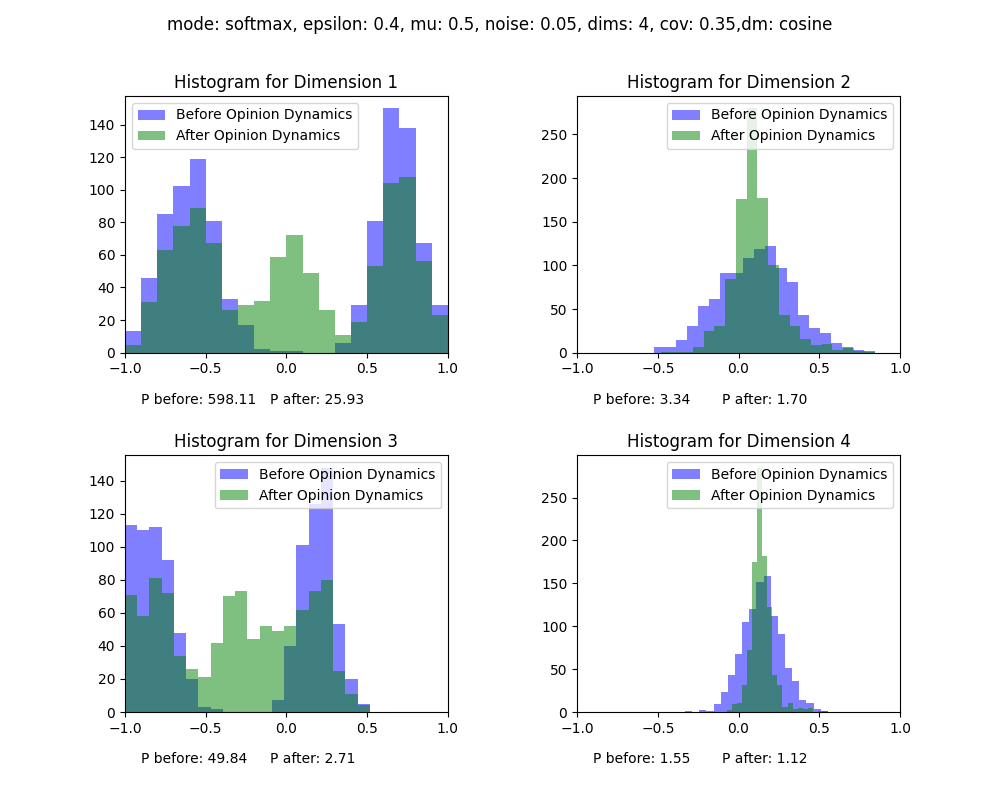 mode: softmax, epsilon: 0.4, mu: 0.5, noise: 0.05, dims: 4, cov: 0.35,dm: cosine
Histogram for Dimension 1
Before Opinion Dynamics
After Opinion Dynamics
140
120
100
80
60
40
20
0
−1.0 −0.5 0.0 0.5 1.0
P before: 598.11 P after: 25.93
Histogram for Dimension 2
Before Opinion Dynamics
After Opinion Dynamics
250
200
150
100
50
0
−1.0 −0.5 0.0 0.5 1.0
P before: 3.34 P after: 1.70
Histogram for Dimension 3
Before Opinion Dynamics
After Opinion Dynamics
140
120
100
80
60
40
20
0
−1.0 −0.5 0.0 0.5 1.0
P before: 49.84 P after: 2.71
Histogram for Dimension 4
Before Opinion Dynamics
After Opinion Dynamics
250
200
150
100
50
0
−1.0 −0.5 0.0 0.5 1.0
P before: 1.55 P after: 1.12